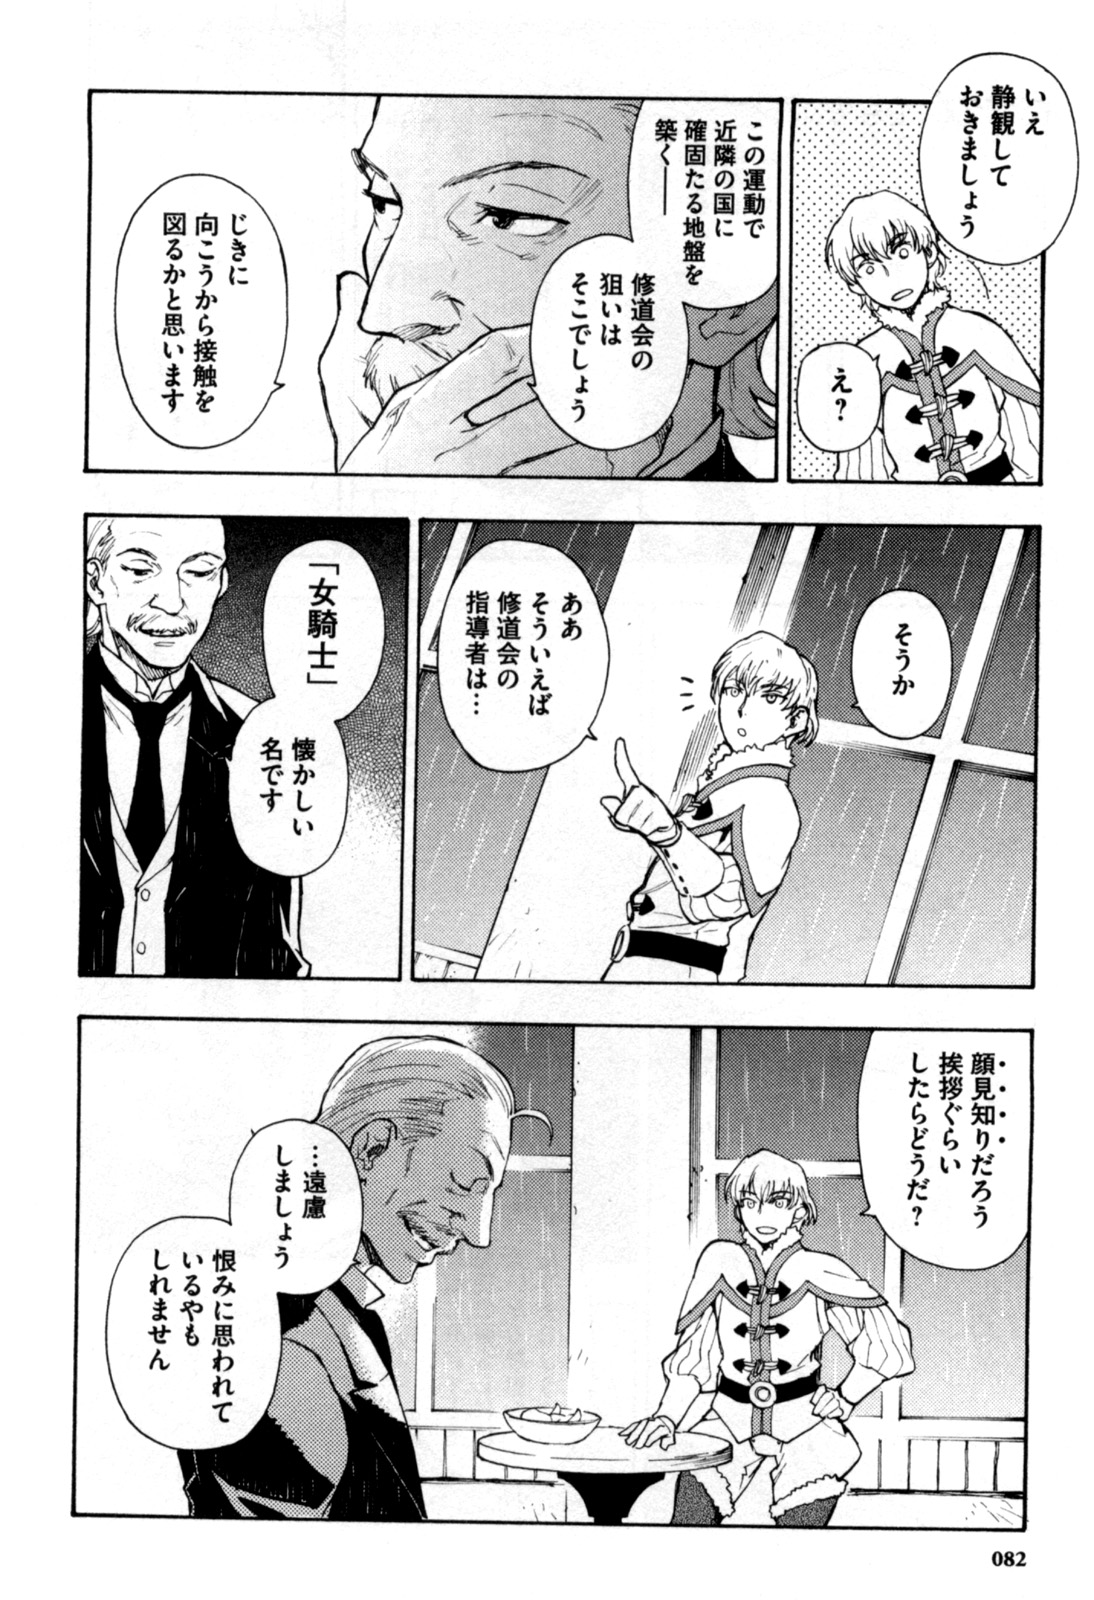 いえ
静観して
おきましょう
え?
この運動で
近隣の国に
確固たる地盤を
築く――
修道会の
狙いは
そこでしょう
じきに
向こうから接触を
図るかと思います
そうか
ああ
そういえば
修道会の
指導者は…
「女騎士」
懐かしい
名です
顔見知りだろう
挨拶ぐらい
したらどうだ?
…遠慮
しましょう
恨みに思われて
いるやも
しれません
082